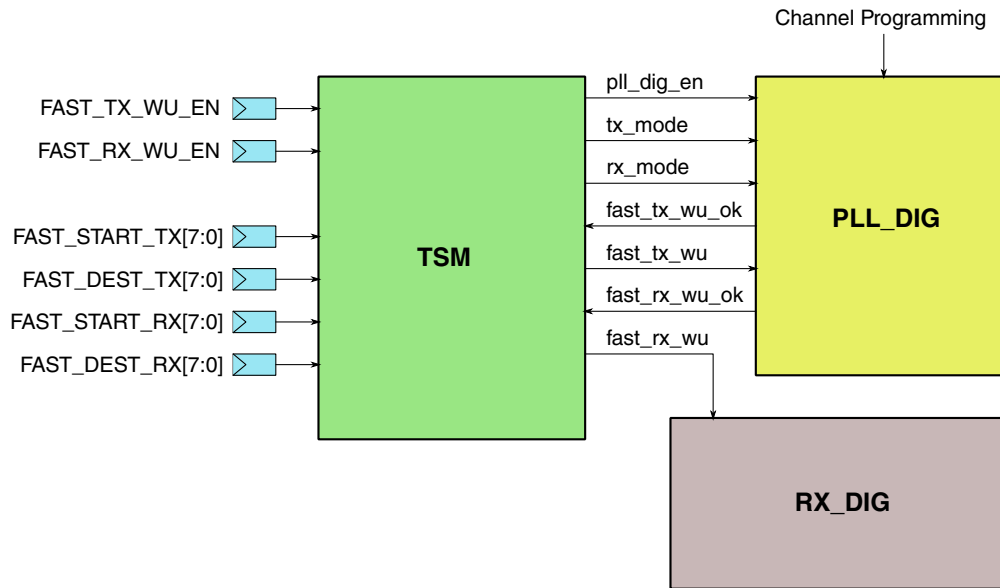 Channel Programming
FAST_TX_WU_EN
FAST_RX_WU_EN
FAST_START_TX[7:0]
FAST_DEST_TX[7:0]
FAST_START_RX[7:0]
FAST_DEST_RX[7:0]
TSM
pll_dig_en
tx_mode
rx_mode
fast_tx_wu_ok
fast_tx_wu
fast_rx_wu_ok
fast_rx_wu
PLL_DIG
RX_DIG